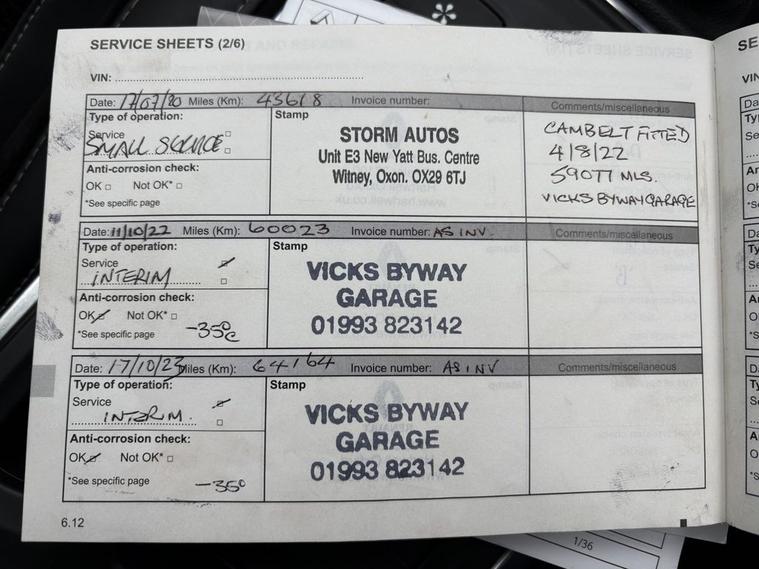 SERVICE SHEETS (2/6)
VIN:
Date: 17/07/20 Miles (Km): 43618 Invoice number: Comments/miscellaneous
Type of operation:
Service
SMALL SERVICE
Anti-corrosion check:
OK □ Not OK* □
*See specific page
Stamp
STORM AUTOS
Unit E3 New Yatt Bus. Centre
Witney, Oxon. OX29 6TJ
CAMBELT FITTED
4/8/22
59077 MLS.
VICKS BYWAY GARAGE
Date: 11/10/22 Miles (Km): 60023 Invoice number: AS INV. Comments/miscellaneous
Type of operation:
Service
INTERIM
Anti-corrosion check:
OK Not OK* □
*See specific page -35°c
Stamp
VICKS BYWAY
GARAGE
01993 823142
Date: 17/10/23 Miles (Km): 64164 Invoice number: AS INV Comments/miscellaneous
Type of operation:
Service
INTERIM.
Anti-corrosion check:
OK Not OK* □
*See specific page -35°
Stamp
VICKS BYWAY
GARAGE
01993 823142
6.12
1/36
SE
VIN